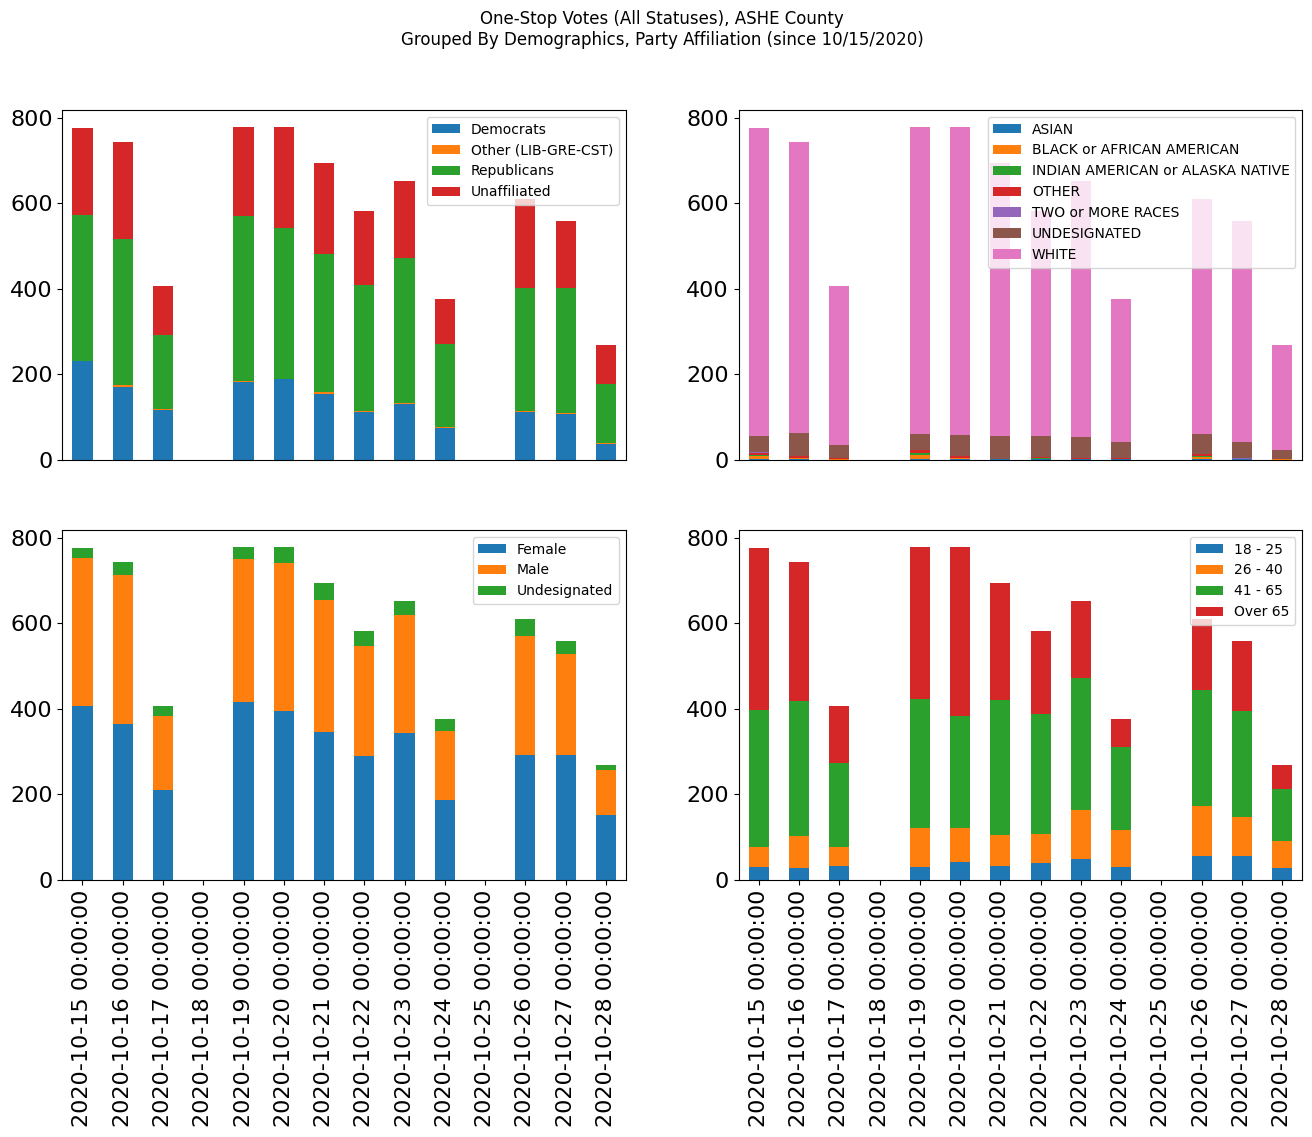 One-Stop Votes (All Statuses), ASHE County
Grouped By Demographics, Party Affiliation (since 10/15/2020)
800
600
400
200
0
Democrats
Other (LIB-GRE-CST)
Republicans
Unaffiliated
800
600
400
200
0
ASIAN
BLACK or AFRICAN AMERICAN
INDIAN AMERICAN or ALASKA NATIVE
OTHER
TWO or MORE RACES
UNDESIGNATED
WHITE
800
600
400
200
0
Female
Male
Undesignated
2020-10-15 00:00:00
2020-10-16 00:00:00
2020-10-17 00:00:00
2020-10-18 00:00:00
2020-10-19 00:00:00
2020-10-20 00:00:00
2020-10-21 00:00:00
2020-10-22 00:00:00
2020-10-23 00:00:00
2020-10-24 00:00:00
2020-10-25 00:00:00
2020-10-26 00:00:00
2020-10-27 00:00:00
2020-10-28 00:00:00
800
600
400
200
0
18 - 25
26 - 40
41 - 65
Over 65
2020-10-15 00:00:00
2020-10-16 00:00:00
2020-10-17 00:00:00
2020-10-18 00:00:00
2020-10-19 00:00:00
2020-10-20 00:00:00
2020-10-21 00:00:00
2020-10-22 00:00:00
2020-10-23 00:00:00
2020-10-24 00:00:00
2020-10-25 00:00:00
2020-10-26 00:00:00
2020-10-27 00:00:00
2020-10-28 00:00:00